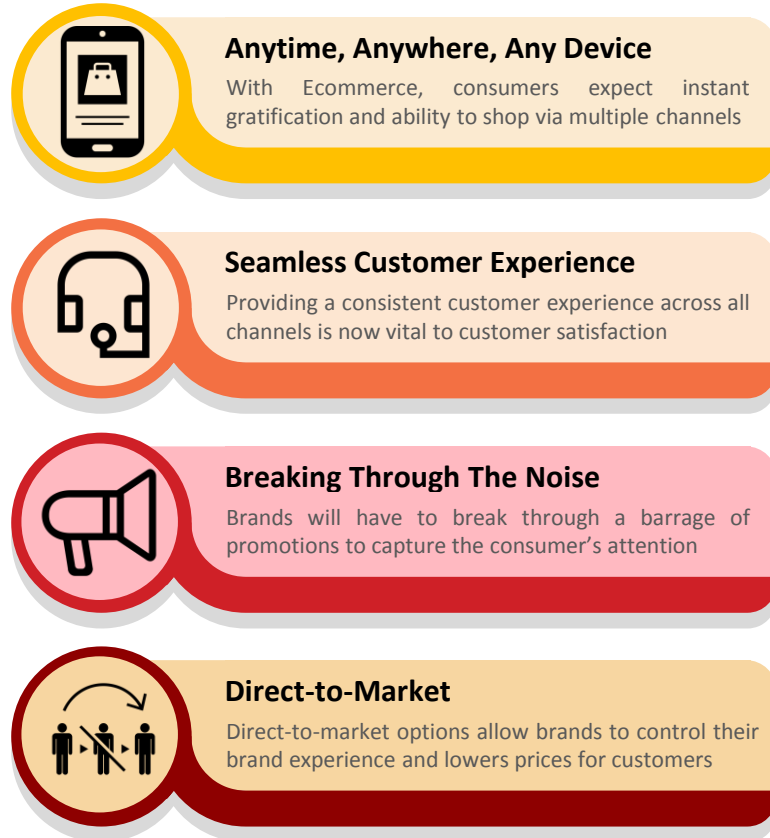 Anytime, Anywhere, Any Device
With Ecommerce, consumers expect instant
gratification and ability to shop via multiple channels
Seamless Customer Experience
Providing a consistent customer experience across all
channels is now vital to customer satisfaction
Breaking Through The Noise
Brands will have to break through a barrage of
promotions to capture the consumer’s attention
Direct-to-Market
Direct-to-market options allow brands to control their
brand experience and lowers prices for customers